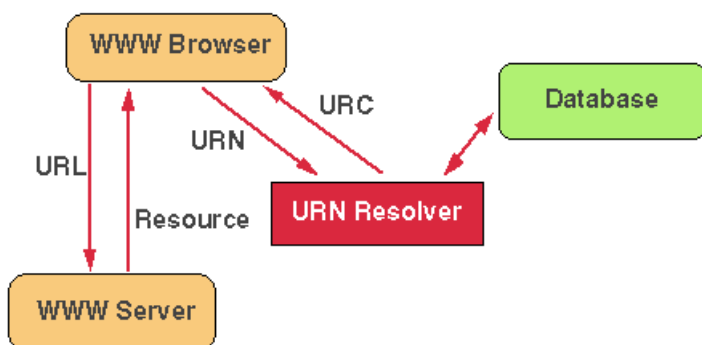 WWW Browser
URC
Database
URN
URL
URN Resolver
Resource
WWW Server